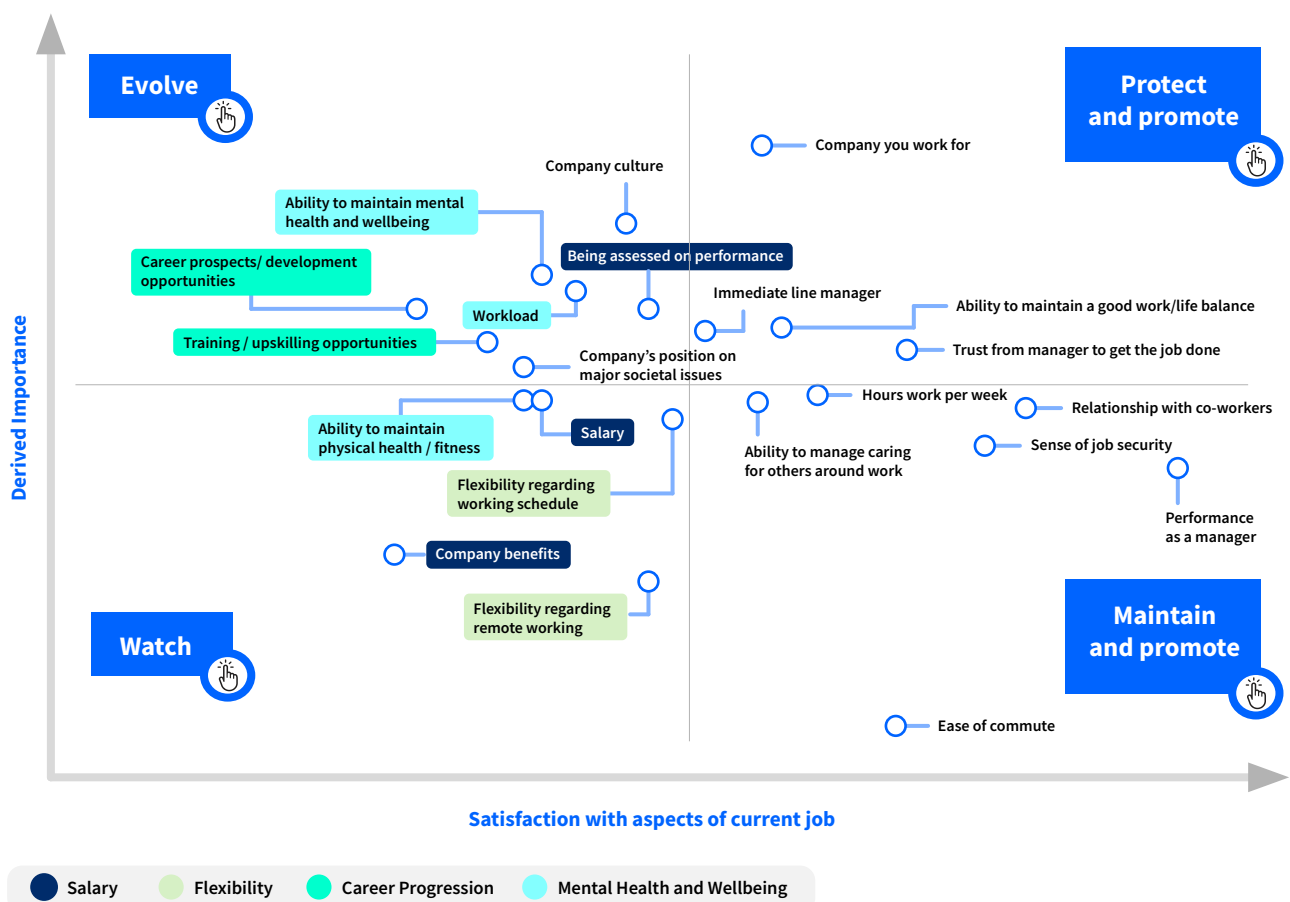 Evolve
Protect
and promote
Company you work for
Company culture
Ability to maintain mental
health and wellbeing
Being assessed on performance
Career prospects/ development
opportunities
Immediate line manager
Ability to maintain a good work/life balance
Workload
Training / upskilling opportunities
Trust from manager to get the job done
Company’s position on
major societal issues
Hours work per week
Relationship with co-workers
Ability to maintain
physical health / fitness
Salary
Sense of job security
Ability to manage caring
for others around work
Flexibility regarding
working schedule
Performance
as a manager
Company benefits
Flexibility regarding
remote working
Watch
Maintain
and promote
Ease of commute
Derived Importance
Satisfaction with aspects of current job
Salary
Flexibility
Career Progression
Mental Health and Wellbeing